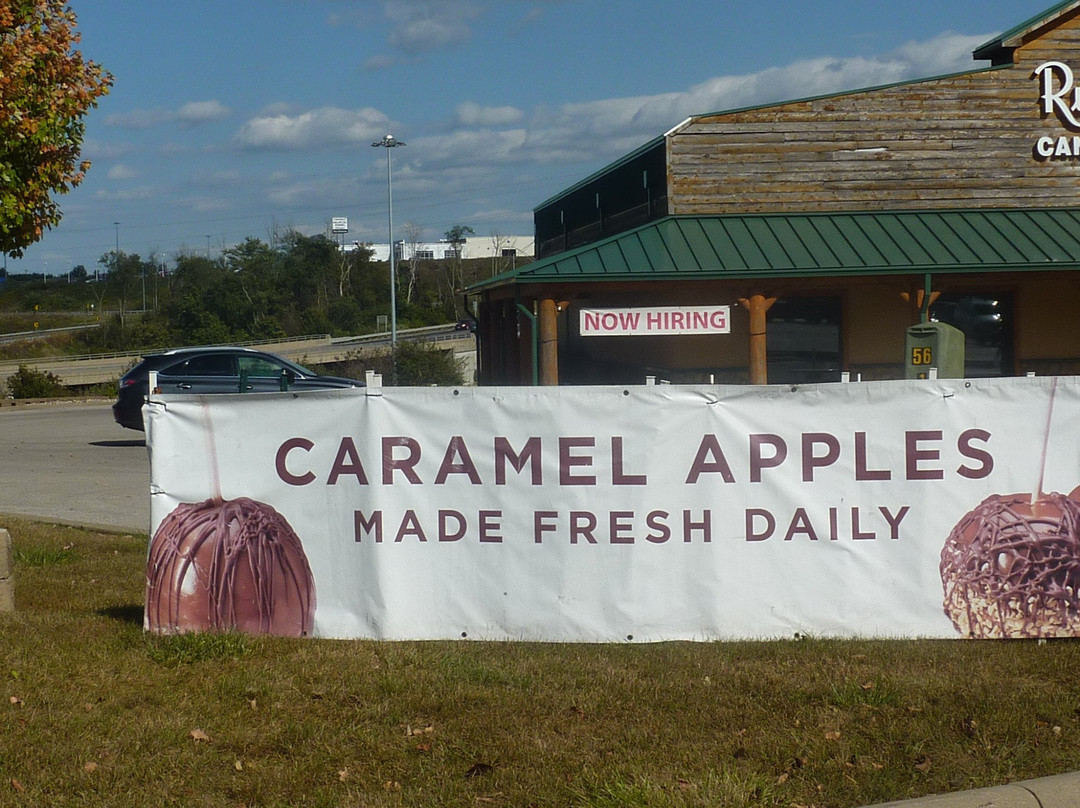 NOW HIRING
56
CARAMEL APPLES
MADE FRESH DAILY